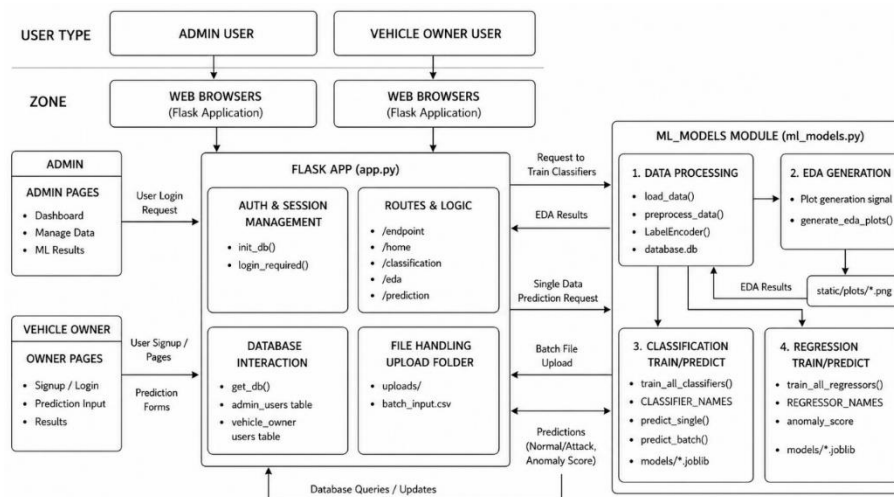 USER TYPE
ADMIN USER
VEHICLE OWNER USER
ZONE
WEB BROWSERS
(Flask Application)
WEB BROWSERS
(Flask Application)
ADMIN
ADMIN PAGES
• Dashboard
• Manage Data
• ML Results
User Login
Request
VEHICLE OWNER
OWNER PAGES
• Signup / Login
• Prediction Input
• Results
User Signup /
Pages
Prediction
Forms
FLASK APP (app.py)
AUTH & SESSION
MANAGEMENT
• init_db()
• login_required()
ROUTES & LOGIC
• /endpoint
• /home
• /classification
• /eda
• /prediction
DATABASE
INTERACTION
• get_db()
• admin_users table
• vehicle_owner
users table
FILE HANDLING
UPLOAD FOLDER
• uploads/
• batch_input.csv
Database Queries / Updates
Request to
Train Classifiers
EDA Results
Single Data
Prediction Request
Batch File
Upload
Predictions
(Normal/Attack,
Anomaly Score)
ML_MODELS MODULE (ml_models.py)
1. DATA PROCESSING
• load_data()
• preprocess_data()
• LabelEncoder()
• database.db
2. EDA GENERATION
• Plot generation signal
• generate_eda_plots()
EDA Results
static/plots/*.png
3. CLASSIFICATION
TRAIN/PREDICT
• train_all_classifiers()
• CLASSIFIER_NAMES
• predict_single()
• predict_batch()
• models/*.joblib
4. REGRESSION
TRAIN/PREDICT
• train_all_regressors()
• REGRESSOR_NAMES
• anomaly_score
• models/*.joblib